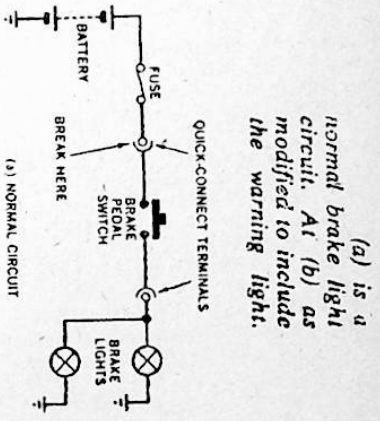 (a) is a
normal brake light
circuit. At (b) as
modified to include
the warning light.
QUICK-CONNECT TERMINALS
FUSE
BATTERY
BREAK HERE
BRAKE
PEDAL
SWITCH
BRAKE
LIGHTS
(a) NORMAL CIRCUIT